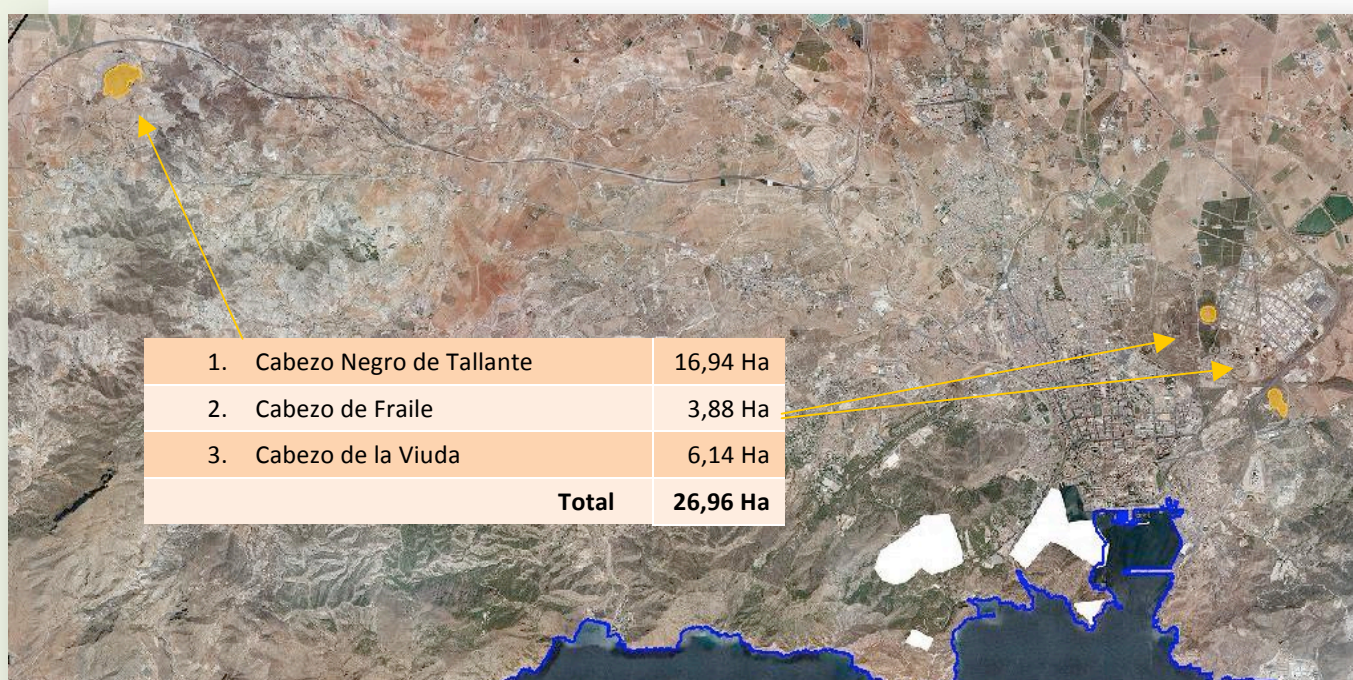 1. Cabezo Negro de Tallante 16,94 Ha
2. Cabezo de Fraile 3,88 Ha
3. Cabezo de la Viuda 6,14 Ha
Total 26,96 Ha